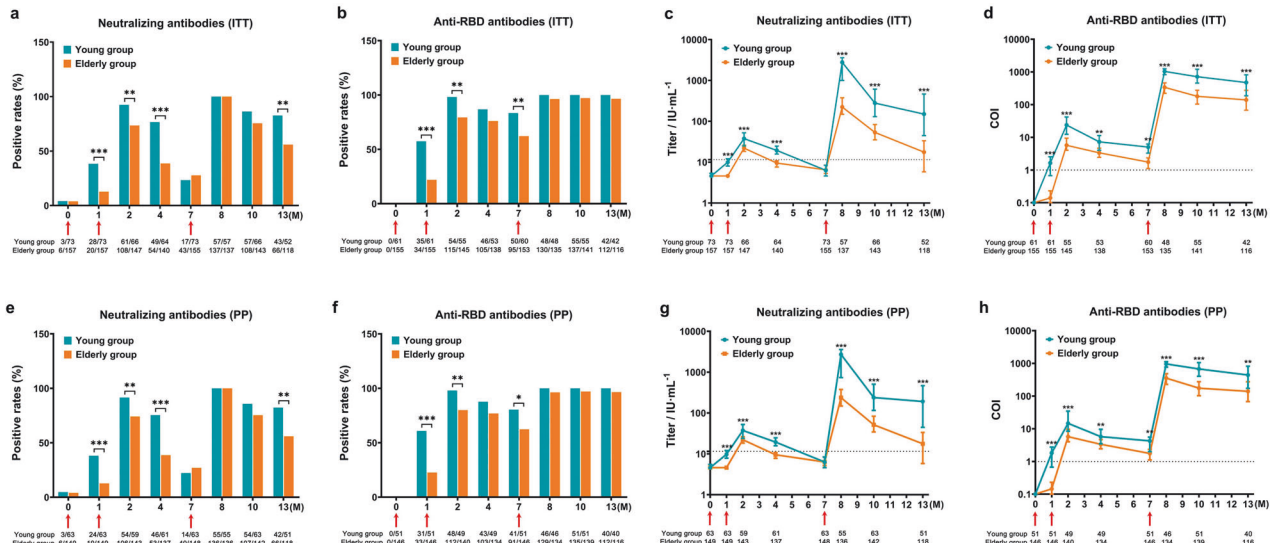 a
Neutralizing antibodies (ITT)
Positive rates (%)
150
100
50
0
Young group
Elderly group
***
**
***
**
0 1 2 4 7 8 10 13(M)
Young group 3/73 28/73 61/66 49/64 17/73 57/57 57/66 43/52
Elderly group 6/157 20/157 108/147 54/140 43/155 137/137 108/143 66/118
b
Anti-RBD antibodies (ITT)
Positive rates (%)
150
100
50
0
Young group
Elderly group
***
**
**
0 1 2 4 7 8 10 13(M)
Young group 0/61 35/61 54/55 46/53 50/60 48/48 55/55 42/42
Elderly group 0/155 34/155 115/145 105/138 95/153 130/135 137/141 112/116
c
Neutralizing antibodies (ITT)
Titer / IU·mL-1
10000
1000
100
10
1
Young group
Elderly group
***
***
***
***
***
***
0 1 2 3 4 5 6 7 8 9 10 11 12 13(M)
Young group 73 73 66 64 73 57 66 52
Elderly group 157 157 147 140 155 137 143 118
d
Anti-RBD antibodies (ITT)
COI
10000
1000
100
10
1
0.1
Young group
Elderly group
***
***
**
**
***
***
***
0 1 2 3 4 5 6 7 8 9 10 11 12 13(M)
Young group 61 61 55 53 60 48 55 42
Elderly group 155 155 145 138 153 135 141 116
e
Neutralizing antibodies (PP)
Positive rates (%)
150
100
50
0
Young group
Elderly group
***
**
***
**
0 1 2 4 7 8 10 13(M)
Young group 3/63 24/63 54/59 46/61 14/63 55/55 54/63 42/51
f
Anti-RBD antibodies (PP)
Positive rates (%)
150
100
50
0
Young group
Elderly group
***
**
*
0 1 2 4 7 8 10 13(M)
Young group 0/51 31/51 48/49 43/49 41/51 46/46 51/51 40/40
g
Neutralizing antibodies (PP)
Titer / IU·mL-1
10000
1000
100
10
1
Young group
Elderly group
***
***
***
***
***
***
0 1 2 3 4 5 6 7 8 9 10 11 12 13(M)
Young group 63 63 59 61 63 55 63 51
h
Anti-RBD antibodies (PP)
COI
10000
1000
100
10
1
0.1
Young group
Elderly group
***
***
**
**
***
***
**
0 1 2 3 4 5 6 7 8 9 10 11 12 13(M)
Young group 51 51 49 49 51 46 51 40